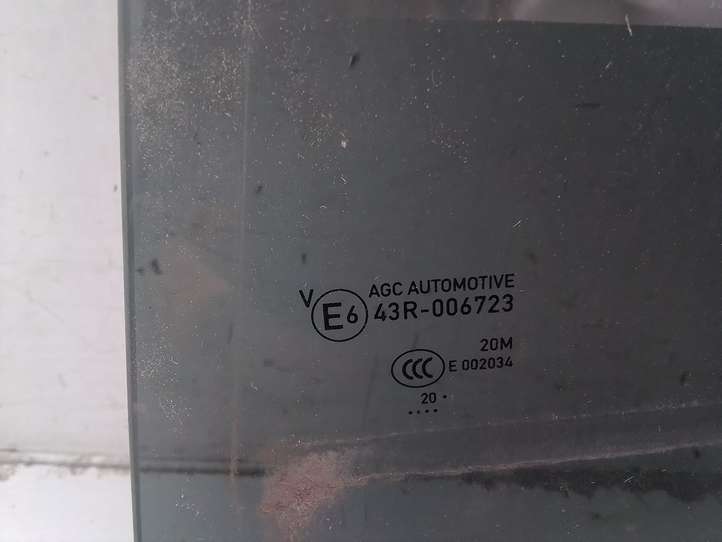 AGC AUTOMOTIVE
V E6 43R-006723
20M
CCC E 002034
20 •
••••